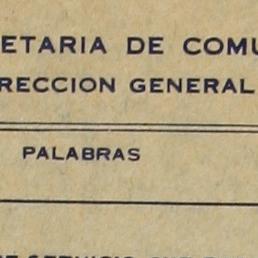 ETARIA DE COMU
RECCION GENERAL
PALABRAS